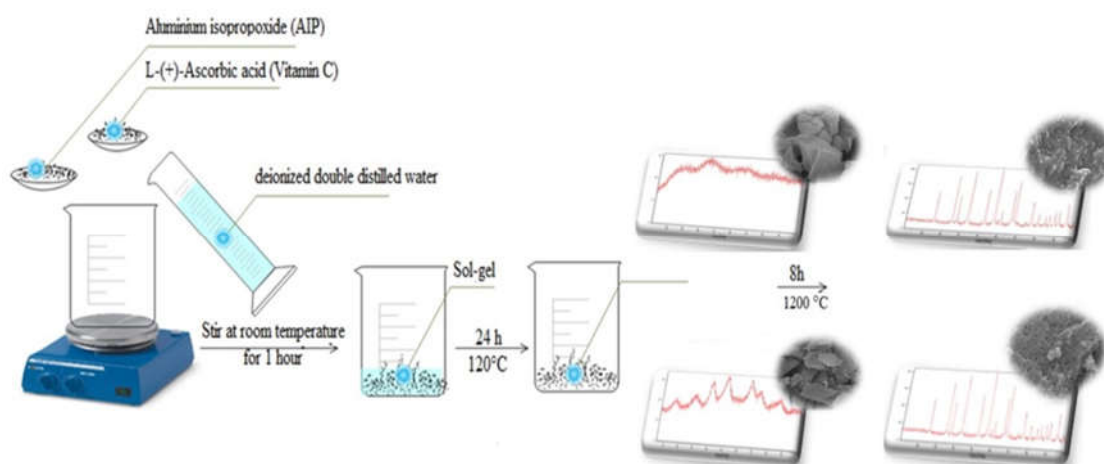 Aluminium isopropoxide (AIP)
L-(+)-Ascorbic acid (Vitamin C)
deionized double distilled water
Sol-gel
Stir at room temperature
for 1 hour
24 h
120°C
8h
1200 °C